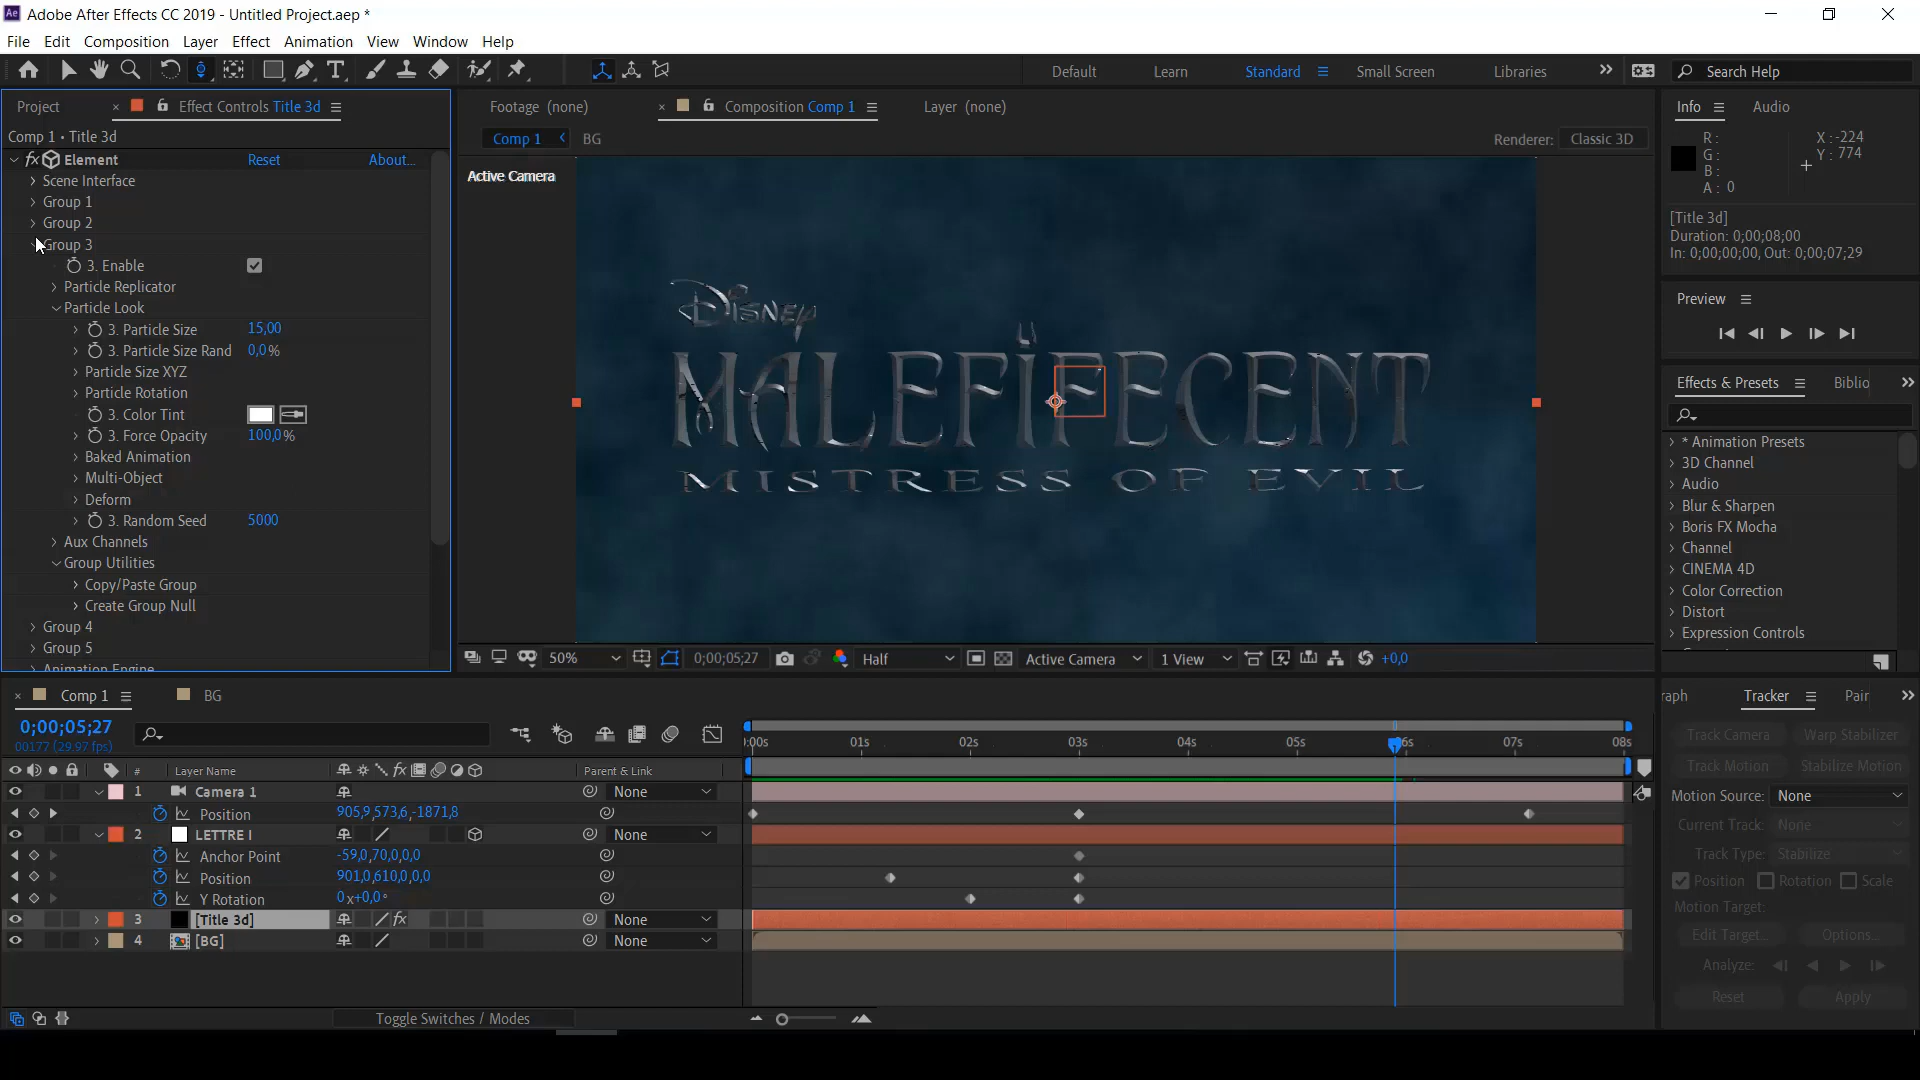 Adobe After Effects CC 2019 - Untitled Project.aep *
File Edit Composition Layer Effect Animation View Window Help
Default Learn Standard Small Screen Libraries Search Help
Project Effect Controls Title 3d
Footage (none) Composition Comp 1 Layer (none)
Info Audio
Comp 1 • Title 3d
Comp 1 BG
Renderer: Classic 3D
R: X : -224
G: Y : 774
B:
A: 0
Element Reset About...
Scene Interface
Group 1
Group 2
Group 3
3. Enable
Particle Replicator
Particle Look
3. Particle Size 15,00
3. Particle Size Rand 0,0%
Particle Size XYZ
Particle Rotation
3. Color Tint
3. Force Opacity 100,0%
Baked Animation
Multi-Object
Deform
3. Random Seed 5000
Aux Channels
Group Utilities
Copy/Paste Group
Create Group Null
Group 4
Group 5
Animation Engine
Active Camera
Disney
MALEFIFECENT
MISTRESS OF EVIL
50% 0;00;05;27 Half Active Camera 1 View +0,0
[Title 3d]
Duration: 0;00;08;00
In: 0;00;00;00, Out: 0;00;07;29
Preview
Effects & Presets Biblio
* Animation Presets
3D Channel
Audio
Blur & Sharpen
Boris FX Mocha
Channel
CINEMA 4D
Color Correction
Distort
Expression Controls
Comp 1 BG
0;00;05;27
00177 (29.97 fps)
:00s 01s 02s 03s 04s 05s 06s 07s 08s
# Layer Name Parent & Link
1 Camera 1 None
Position 905,9,573,6,-1871,8
2 LETTRE I None
Anchor Point -59,0,70,0,0,0
Position 901,0,610,0,0,0
Y Rotation 0x+0,0°
3 [Title 3d] None
4 [BG] None
Toggle Switches / Modes
raph Tracker Pair
Track Camera Warp Stabilizer
Track Motion Stabilize Motion
Motion Source: None
Current Track: None
Track Type: Stabilize
Position Rotation Scale
Motion Target:
Edit Target... Options...
Analyze:
Reset Apply